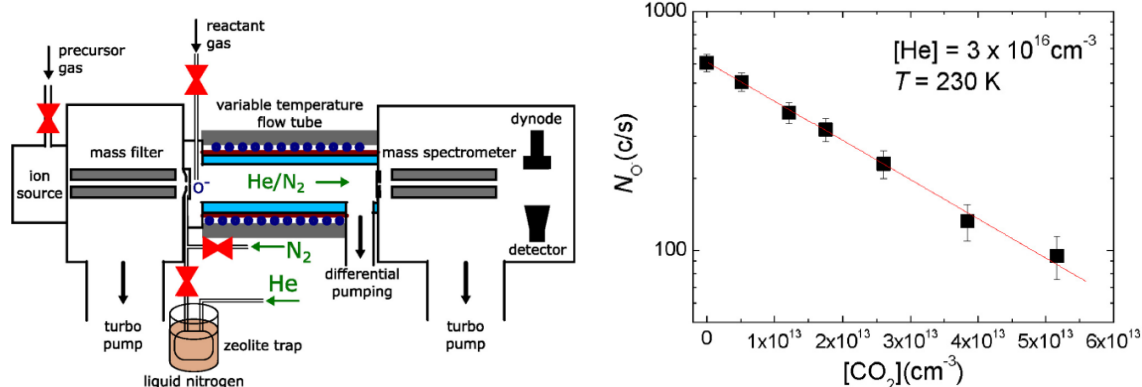 precursor
gas
reactant
gas
variable temperature
flow tube
mass filter
mass spectrometer
dynode
ion
source
O⁻
He/N₂
N₂
detector
differential
pumping
He
turbo
pump
zeolite trap
turbo
pump
liquid nitrogen
1000
[He] = 3 x 10¹⁶cm⁻³
T = 230 K
N_O⁻(c/s)
100
0 1x10¹³ 2x10¹³ 3x10¹³ 4x10¹³ 5x10¹³ 6x10¹³
[CO₂](cm⁻³)